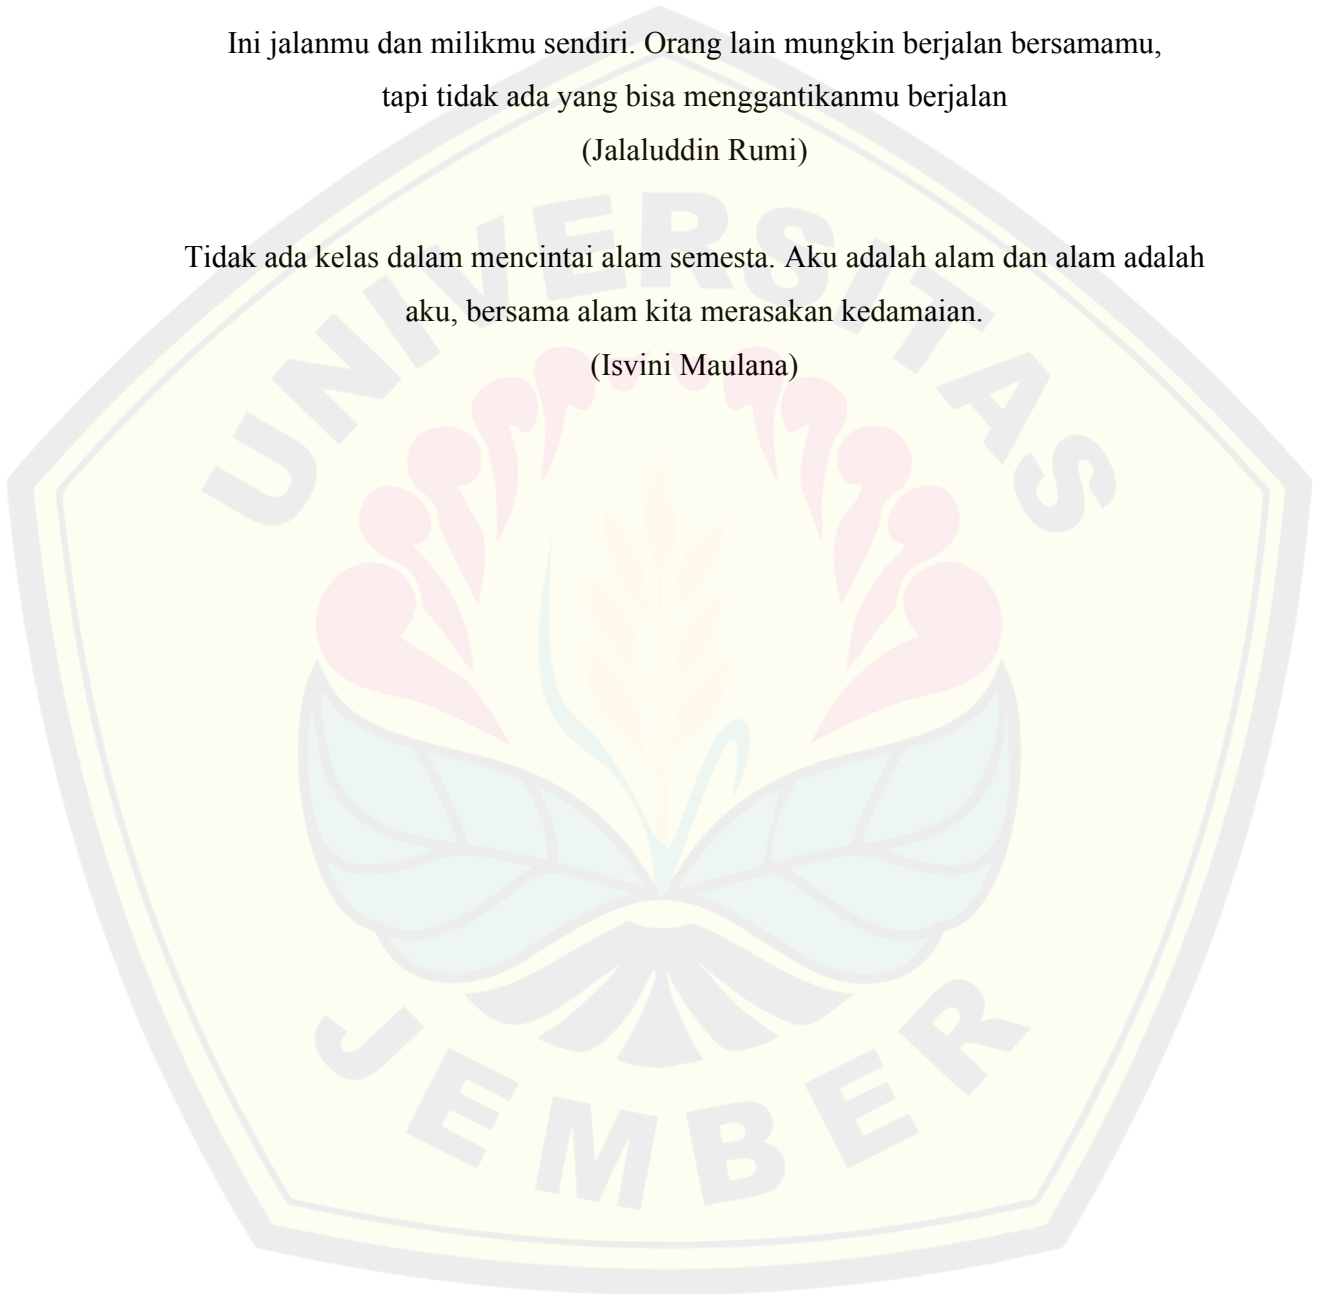 Ini jalanmu dan milikmu sendiri. Orang lain mungkin berjalan bersamamu,
tapi tidak ada yang bisa menggantikanmu berjalan
(Jalaluddin Rumi)
Tidak ada kelas dalam mencintai alam semesta. Aku adalah alam dan alam adalah
aku, bersama alam kita merasakan kedamaian.
(Isvini Maulana)
UNIVERSITAS
JEMBER